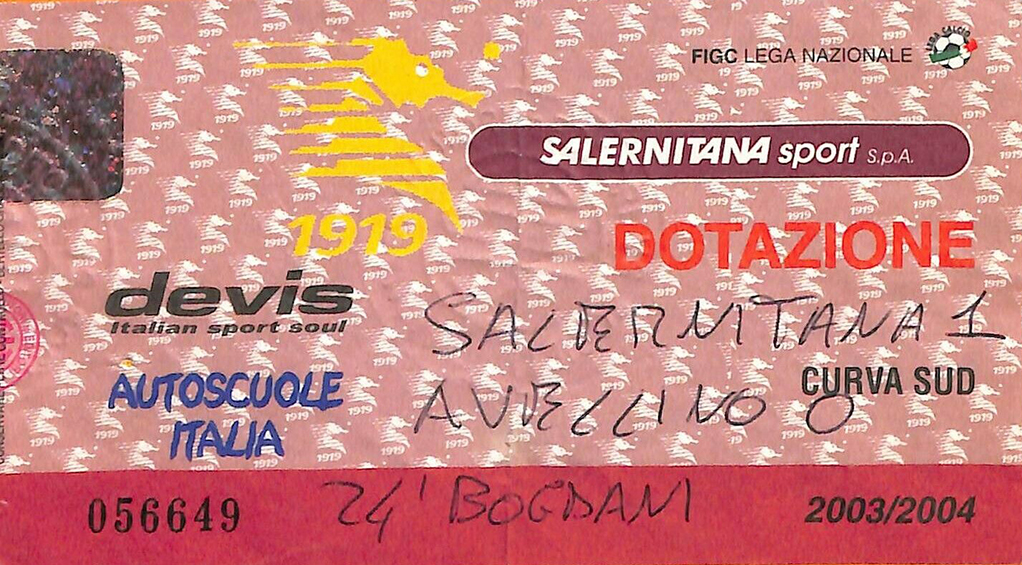 FIGC LEGA NAZIONALE
SALERNITANA sport S.p.A.
1919
DOTAZIONE
devis
Italian sport soul
SALERNITANA 1
AUTOSCUOLE
ITALIA
CURVA SUD
AVELLINO 0
24' BOGDANI
056649
2003/2004